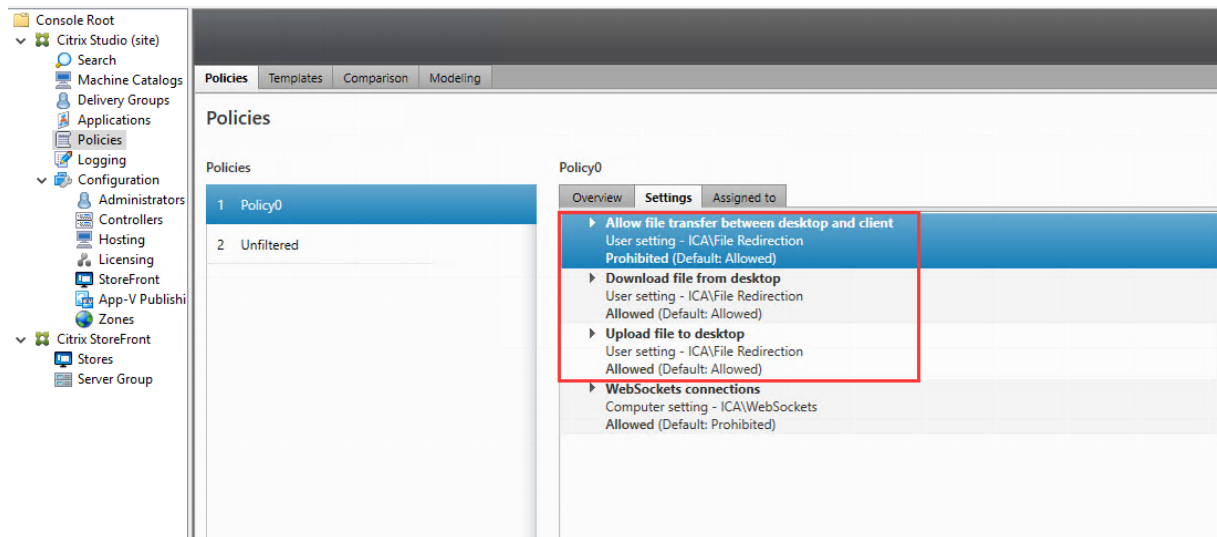 Console Root
Citrix Studio (site)
Search
Machine Catalogs
Delivery Groups
Applications
Policies
Logging
Configuration
Administrators
Controllers
Hosting
Licensing
StoreFront
App-V Publishi
Zones
Citrix StoreFront
Stores
Server Group
Policies Templates Comparison Modeling
Policies
Policies
1 Policy0
2 Unfiltered
Policy0
Overview Settings Assigned to
Allow file transfer between desktop and client
User setting - ICA\File Redirection
Prohibited (Default: Allowed)
Download file from desktop
User setting - ICA\File Redirection
Allowed (Default: Allowed)
Upload file to desktop
User setting - ICA\File Redirection
Allowed (Default: Allowed)
WebSockets connections
Computer setting - ICA\WebSockets
Allowed (Default: Prohibited)